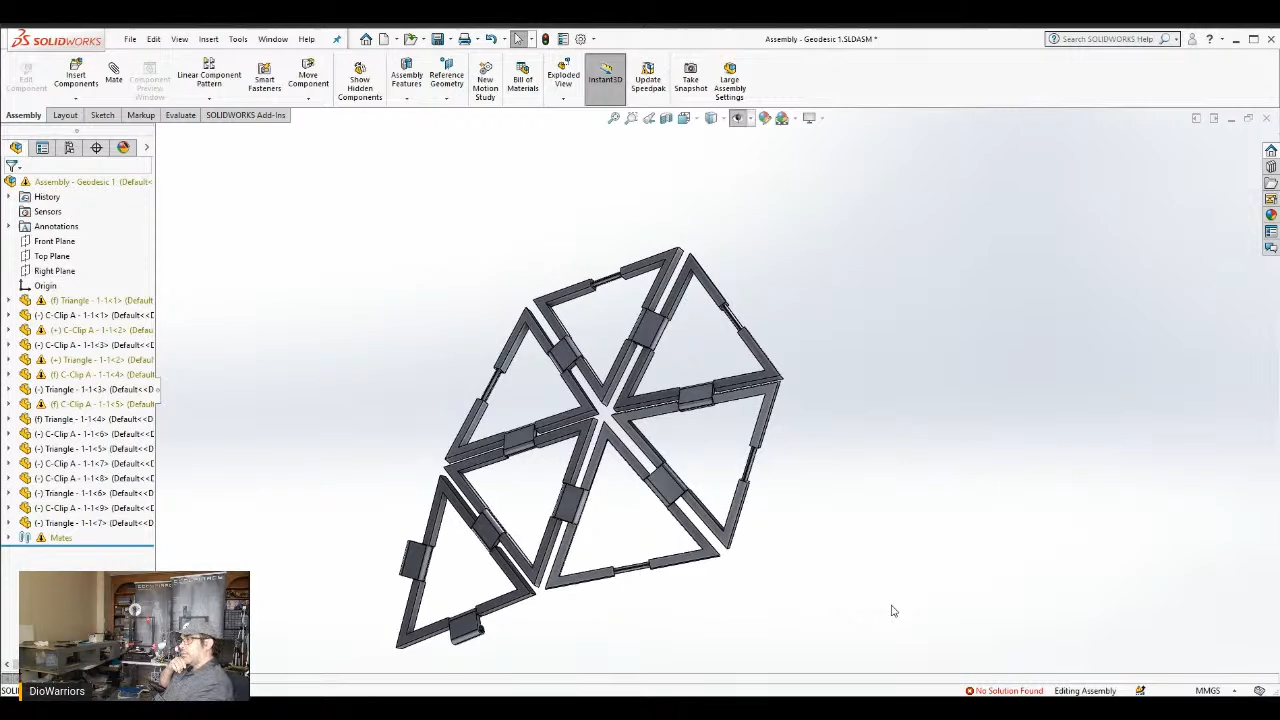 SOLIDWORKS
File Edit View Insert Tools Window Help
Assembly - Geodesic 1.SLDASM *
Search SOLIDWORKS Help
Edit Component
Insert Components
Mate
Component Preview Window
Linear Component Pattern
Smart Fasteners
Move Component
Show Hidden Components
Assembly Features
Reference Geometry
New Motion Study
Bill of Materials
Exploded View
Instant3D
Update Speedpak
Take Snapshot
Large Assembly Settings
Assembly Layout Sketch Markup Evaluate SOLIDWORKS Add-Ins
Assembly - Geodesic 1 (Default<
History
Sensors
Annotations
Front Plane
Top Plane
Right Plane
Origin
(f) Triangle - 1-1<1> (Default
(-) C-Clip A - 1-1<1> (Default
(+) C-Clip A - 1-1<2> (Defau
(-) C-Clip A - 1-1<3> (Default
(+) Triangle - 1-1<2> (Default
(f) C-Clip A - 1-1<4> (Default
(-) Triangle - 1-1<3> (Default<<D
(f) C-Clip A - 1-1<5> (Default
(f) Triangle - 1-1<4> (Default<<D
(-) C-Clip A - 1-1<6> (Default<<D
(-) Triangle - 1-1<5> (Default<<D
(-) C-Clip A - 1-1<7> (Default<<D
(-) C-Clip A - 1-1<8> (Default<<D
(-) Triangle - 1-1<6> (Default<<D
(-) C-Clip A - 1-1<9> (Default<<D
(-) Triangle - 1-1<7> (Default<<D
Mates
DioWarriors
No Solution Found
Editing Assembly
MMGS